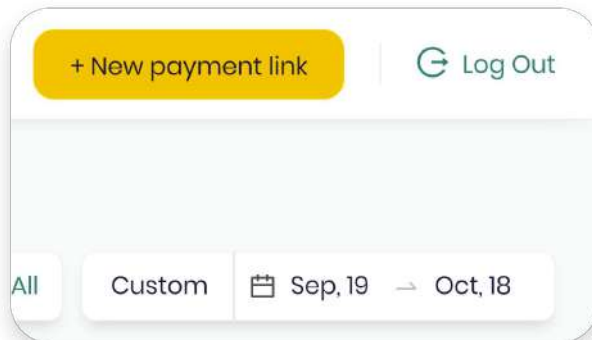 + New payment link Log Out
All Custom Sep, 19 → Oct, 18